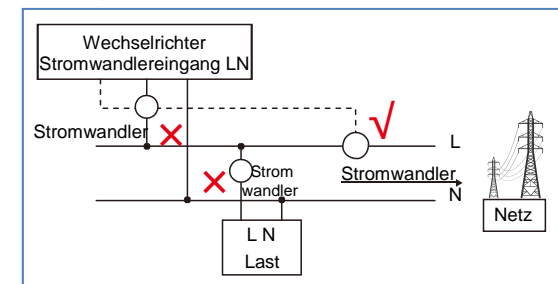 Wechselrichter
Stromwandlereingang LN
Stromwandler
L
Strom
wandler
Stromwandler
N
L N
Last
Netz